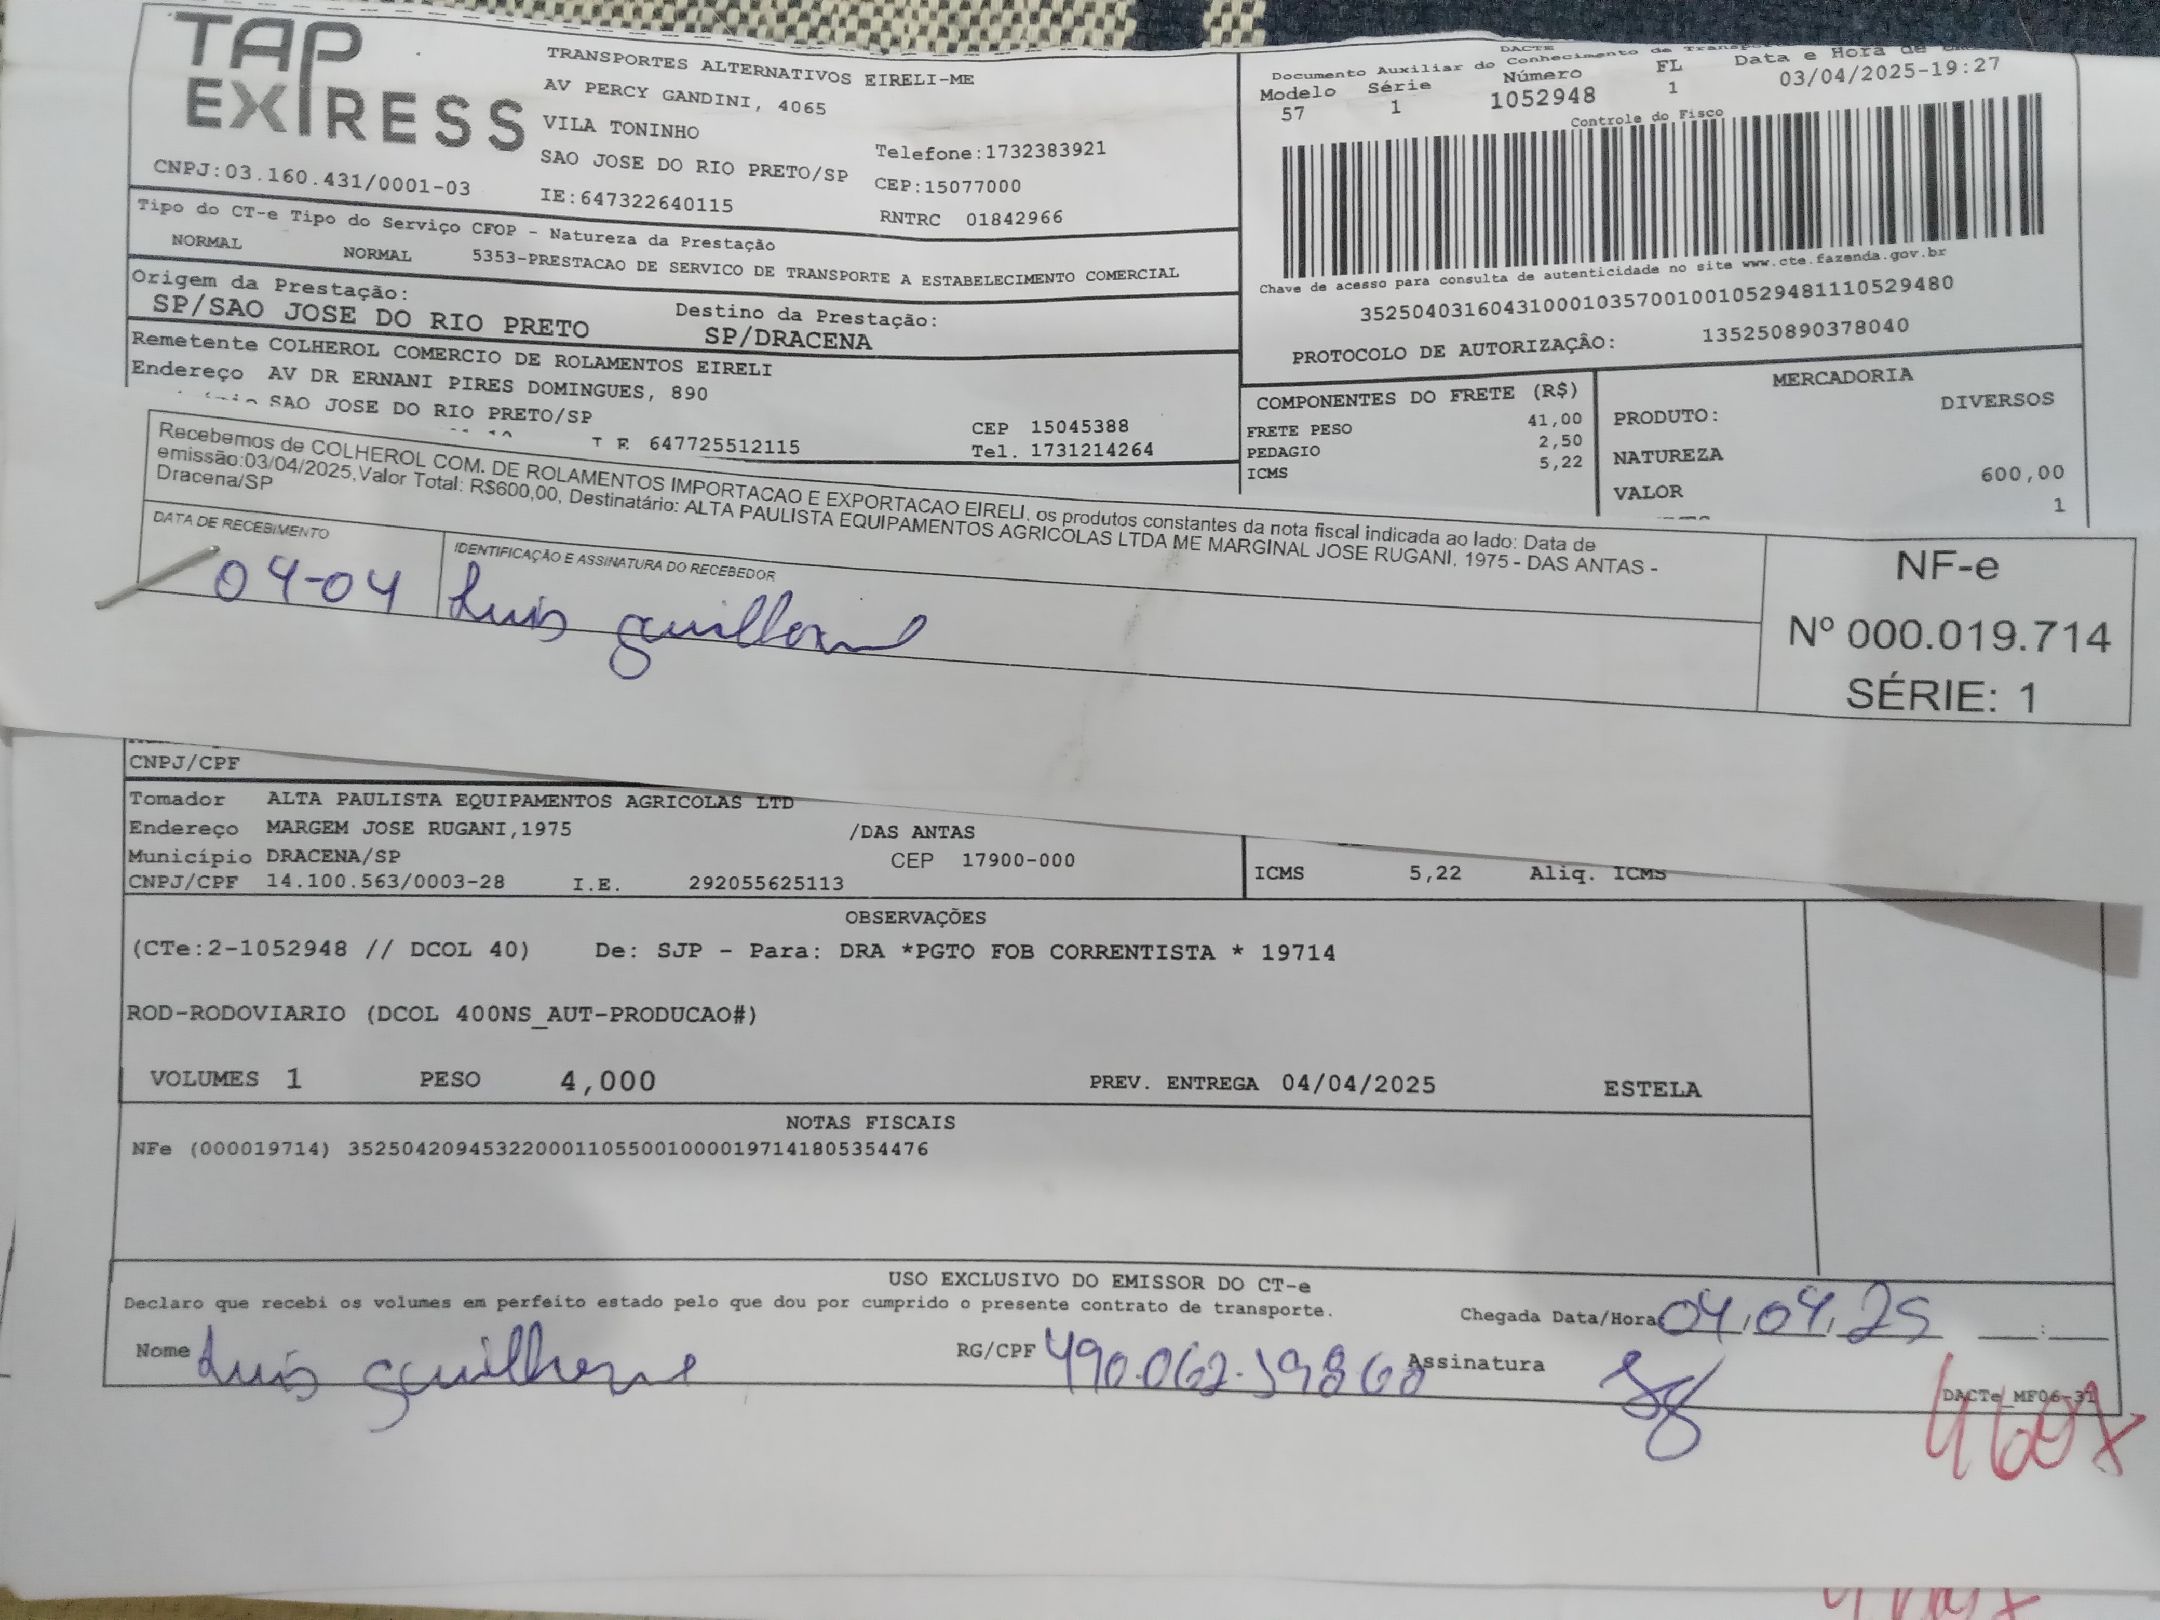 TAP
EXPRESS
TRANSPORTES ALTERNATIVOS EIRELI-ME
AV PERCY GANDINI, 4065
VILA TONINHO
SAO JOSE DO RIO PRETO/SP
Telefone:1732383921
CEP:15077000
CNPJ:03.160.431/0001-03
IE:647322640115
RNTRC 01842966
Tipo do CT-e Tipo do Serviço CFOP - Natureza da Prestação
NORMAL NORMAL 5353-PRESTACAO DE SERVICO DE TRANSPORTE A ESTABELECIMENTO COMERCIAL
Origem da Prestação:
SP/SAO JOSE DO RIO PRETO
Destino da Prestação:
SP/DRACENA
Remetente COLHEROL COMERCIO DE ROLAMENTOS EIRELI
Endereço AV DR ERNANI PIRES DOMINGUES, 890
SAO JOSE DO RIO PRETO/SP
CEP 15045388
647725512115
Tel. 1731214264
DACTE
Documento Auxiliar do Conhecimento de
Modelo Série Número FL Data e Hora de
57 1 1052948 1 03/04/2025-19:27
Controle do Fisco
Chave de acesso para consulta de autenticidade no site www.cte.fazenda.gov.br
35250403160431000103570010010529481110529480
PROTOCOLO DE AUTORIZAÇÃO: 135250890378040
COMPONENTES DO FRETE (R$)
FRETE PESO 41,00
PEDAGIO 2,50
ICMS 5,22
MERCADORIA
PRODUTO: DIVERSOS
NATUREZA
VALOR 600,00
1
Recebemos de COLHEROL COM. DE ROLAMENTOS IMPORTACAO E EXPORTACAO EIRELI, os produtos constantes da nota fiscal indicada ao lado: Data de
emissão:03/04/2025,Valor Total: R$600,00, Destinatário: ALTA PAULISTA EQUIPAMENTOS AGRICOLAS LTDA ME MARGINAL JOSE RUGANI, 1975 - DAS ANTAS -
Dracena/SP
DATA DE RECEBIMENTO
IDENTIFICAÇÃO E ASSINATURA DO RECEBEDOR
04-04 Luis guilherme
NF-e
Nº 000.019.714
SÉRIE: 1
CNPJ/CPF
Tomador ALTA PAULISTA EQUIPAMENTOS AGRICOLAS LTD
Endereço MARGEM JOSE RUGANI,1975 /DAS ANTAS
Município DRACENA/SP CEP 17900-000
CNPJ/CPF 14.100.563/0003-28 I.E. 292055625113
ICMS 5,22 Aliq. ICMS
OBSERVAÇÕES
(CTe:2-1052948 // DCOL 40) De: SJP - Para: DRA *PGTO FOB CORRENTISTA * 19714
ROD-RODOVIARIO (DCOL 400NS_AUT-PRODUCAO#)
VOLUMES 1 PESO 4,000 PREV. ENTREGA 04/04/2025 ESTELA
NOTAS FISCAIS
NFe (000019714) 35250420945322000110550010000197141805354476
USO EXCLUSIVO DO EMISSOR DO CT-e
Declaro que recebi os volumes em perfeito estado pelo que dou por cumprido o presente contrato de transporte.
Chegada Data/Hora 04.04.25 __:__
Nome Luis guilherme RG/CPF 490.062.19860 Assinatura
DACTe_MF06-31